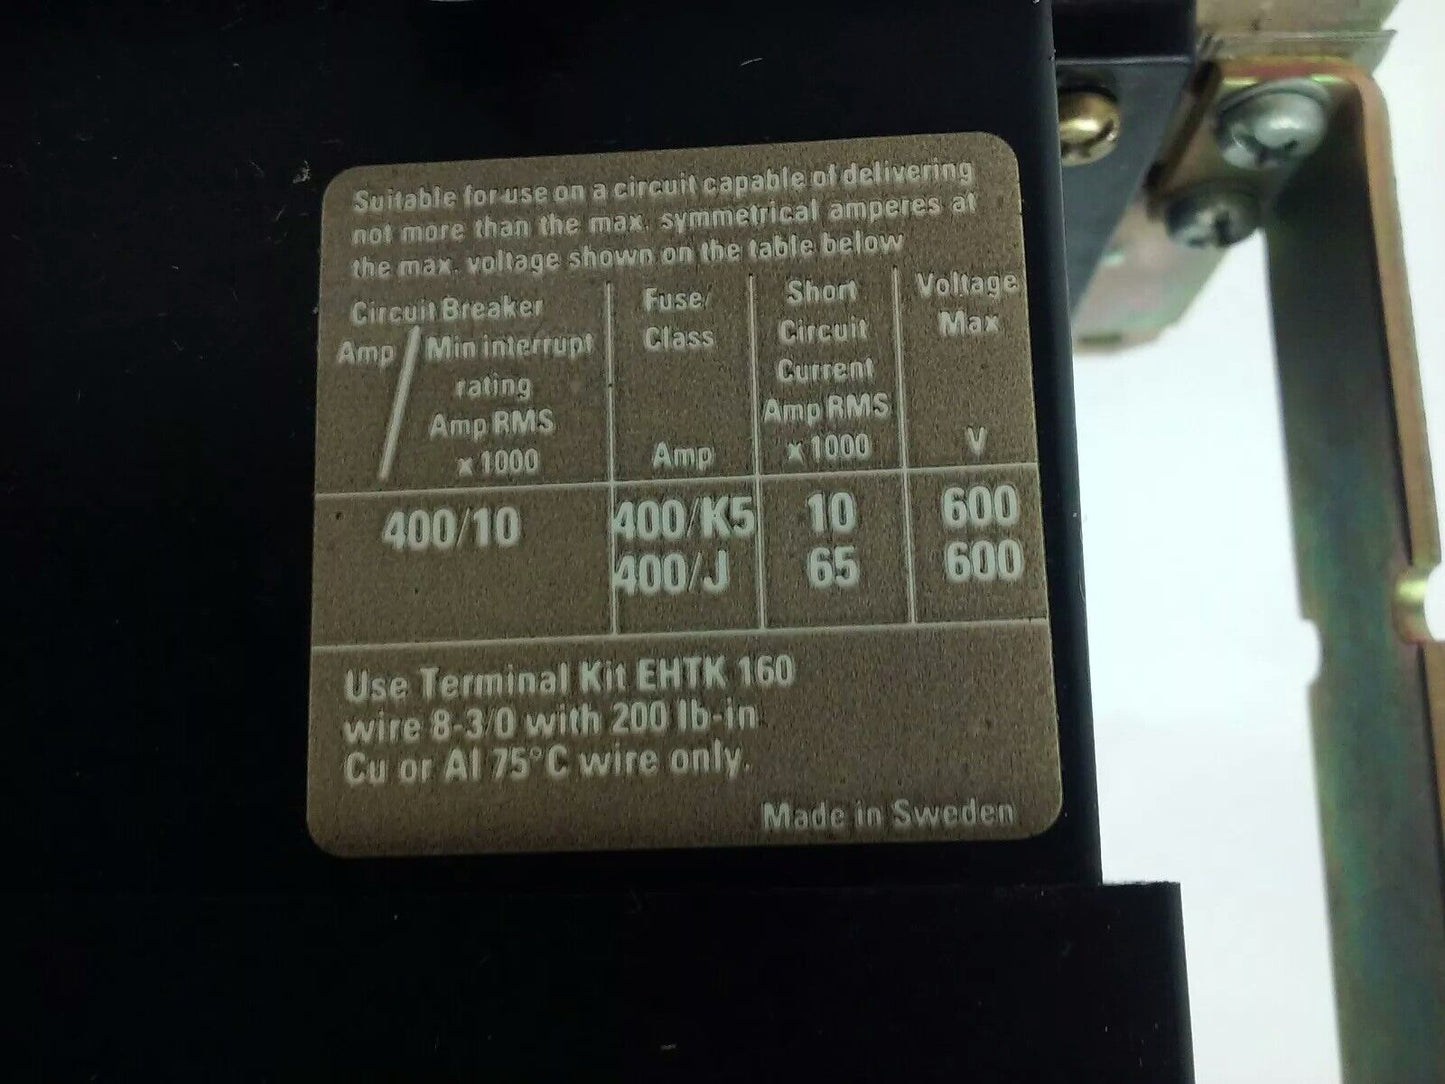 Suitable for use on a circuit capable of delivering
not more than the max. symmetrical amperes at
the max. voltage shown on the table below
Circuit Breaker
Amp / Min interrupt
rating
Amp RMS
x 1000
Fuse/
Class
Amp
Short
Circuit
Current
Amp RMS
x 1000
Voltage
Max
V
400/10 400/K5 10 600
400/J 65 600
Use Terminal Kit EHTK 160
wire 8-3/0 with 200 lb-in
Cu or Al 75°C wire only.
Made in Sweden